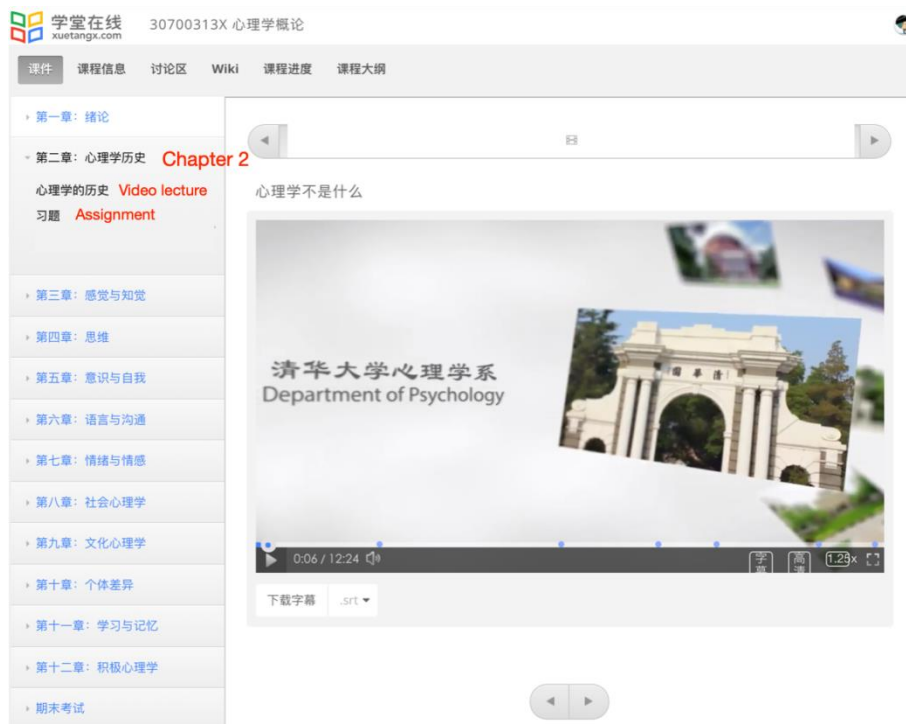 学堂在线
xuetangx.com
30700313X 心理学概论
课件 课程信息 讨论区 Wiki 课程进度 课程大纲
第一章：绪论
第二章：心理学历史 Chapter 2
心理学的历史 Video lecture
习题 Assignment
第三章：感觉与知觉
第四章：思维
第五章：意识与自我
第六章：语言与沟通
第七章：情绪与情感
第八章：社会心理学
第九章：文化心理学
第十章：个体差异
第十一章：学习与记忆
第十二章：积极心理学
期末考试
心理学不是什么
清华大学心理学系
Department of Psychology
園華清
0:06 / 12:24 字幕 高清 1.25x
下载字幕 .srt